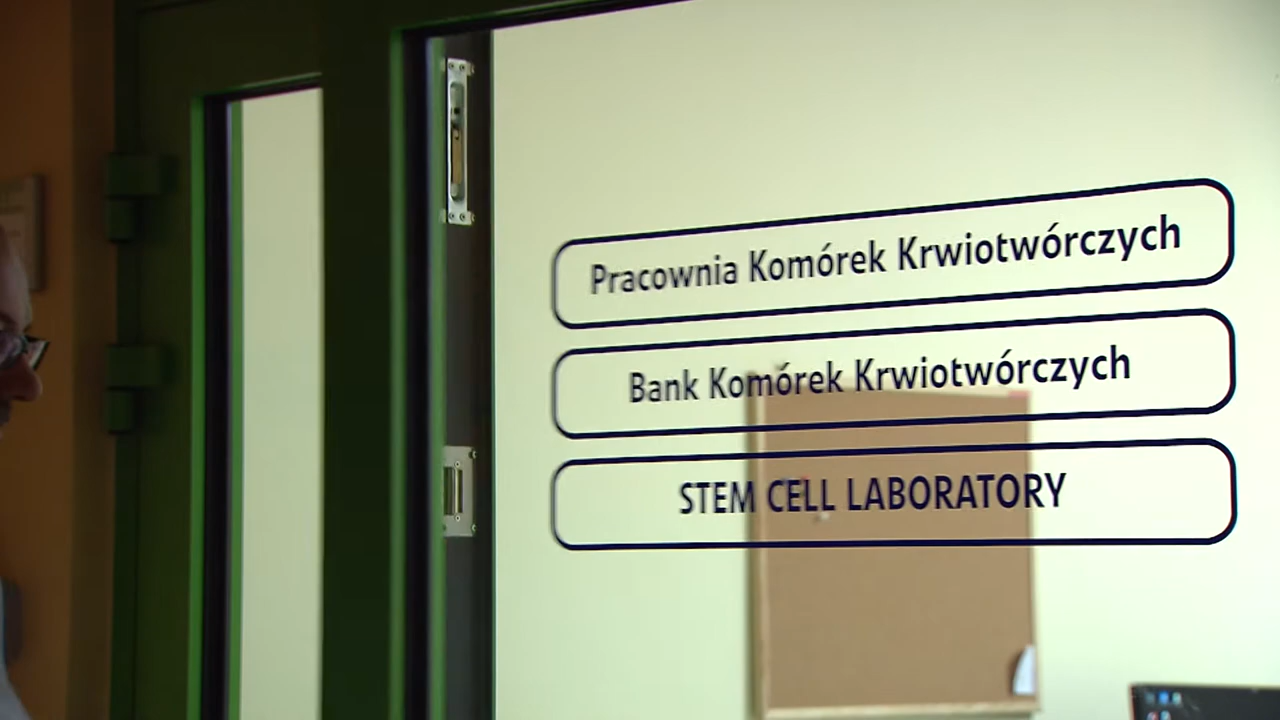 Pracownia Komórek Krwiotwórczych
Bank Komórek Krwiotwórczych
STEM CELL LABORATORY